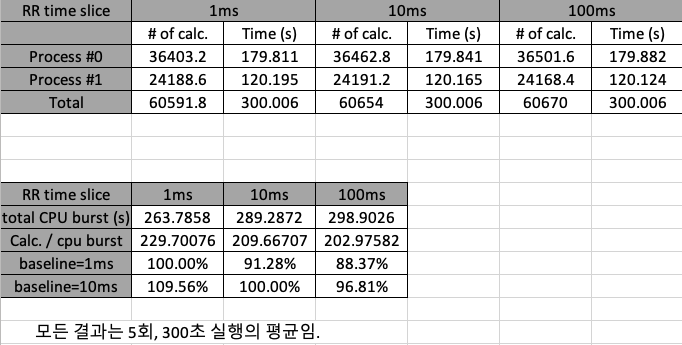 RR time slice 1ms 10ms 100ms
# of calc. Time (s) # of calc. Time (s) # of calc. Time (s)
Process #0 36403.2 179.811 36462.8 179.841 36501.6 179.882
Process #1 24188.6 120.195 24191.2 120.165 24168.4 120.124
Total 60591.8 300.006 60654 300.006 60670 300.006
RR time slice 1ms 10ms 100ms
total CPU burst (s) 263.7858 289.2872 298.9026
Calc. / cpu burst 229.70076 209.66707 202.97582
baseline=1ms 100.00% 91.28% 88.37%
baseline=10ms 109.56% 100.00% 96.81%
모든 결과는 5회, 300초 실행의 평균임.